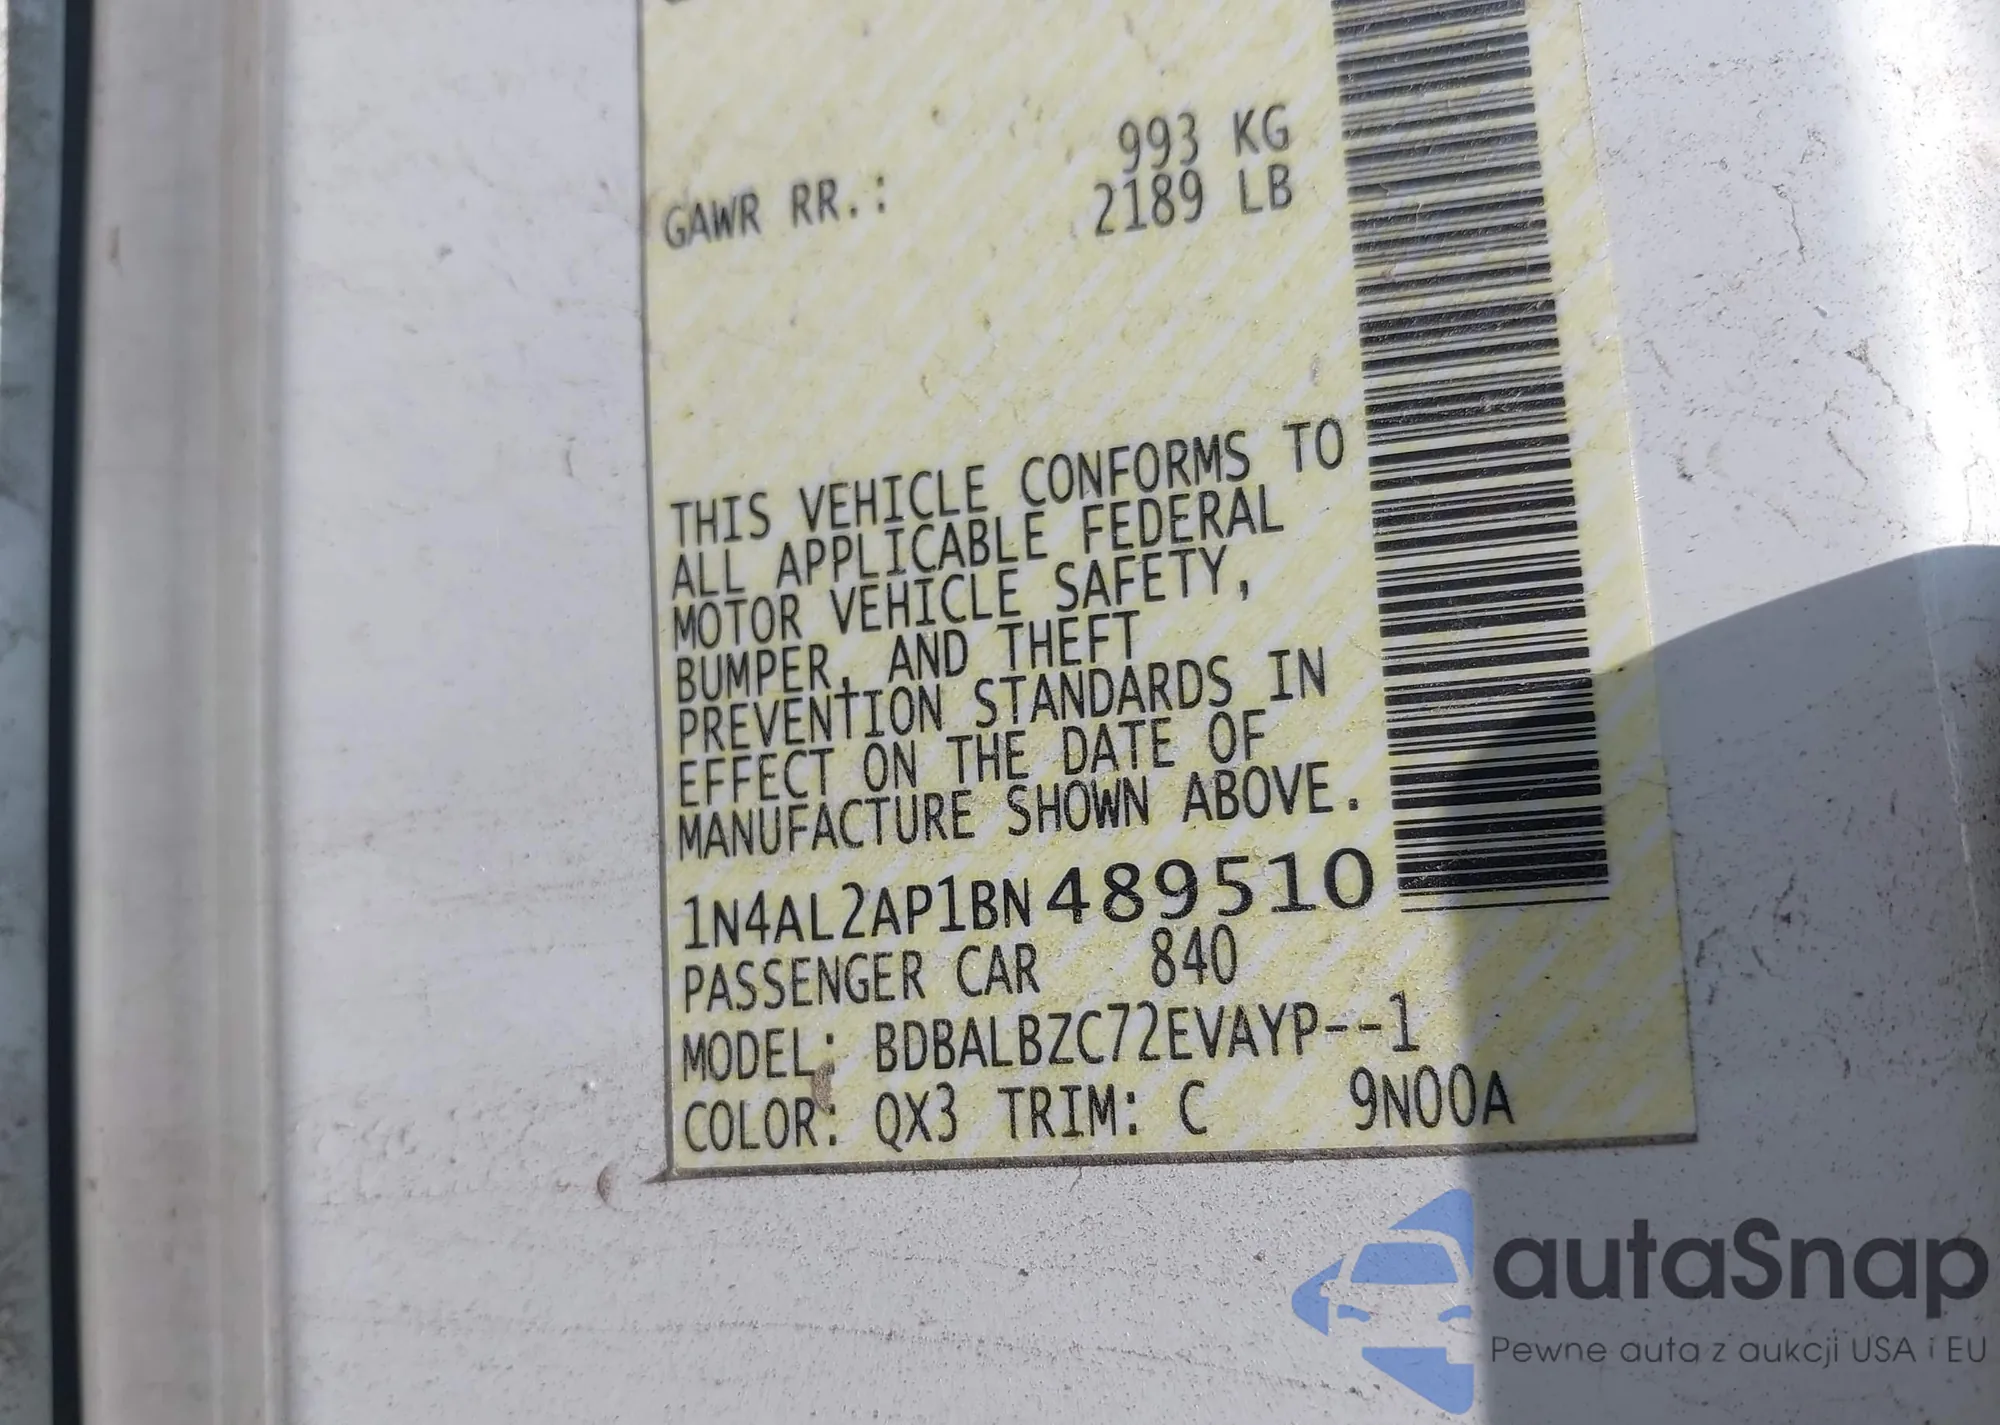 993 KG
GAWR RR.: 2189 LB
THIS VEHICLE CONFORMS TO
ALL APPLICABLE FEDERAL
MOTOR VEHICLE SAFETY,
BUMPER, AND THEFT
PREVENTION STANDARDS IN
EFFECT ON THE DATE OF
MANUFACTURE SHOWN ABOVE.
1N4AL2AP1BN489510
PASSENGER CAR 840
MODEL: BDBALBZC72EVAYP--1
COLOR: QX3 TRIM: C 9N00A
autaSnap
Pewne auta z aukcji USA i EU